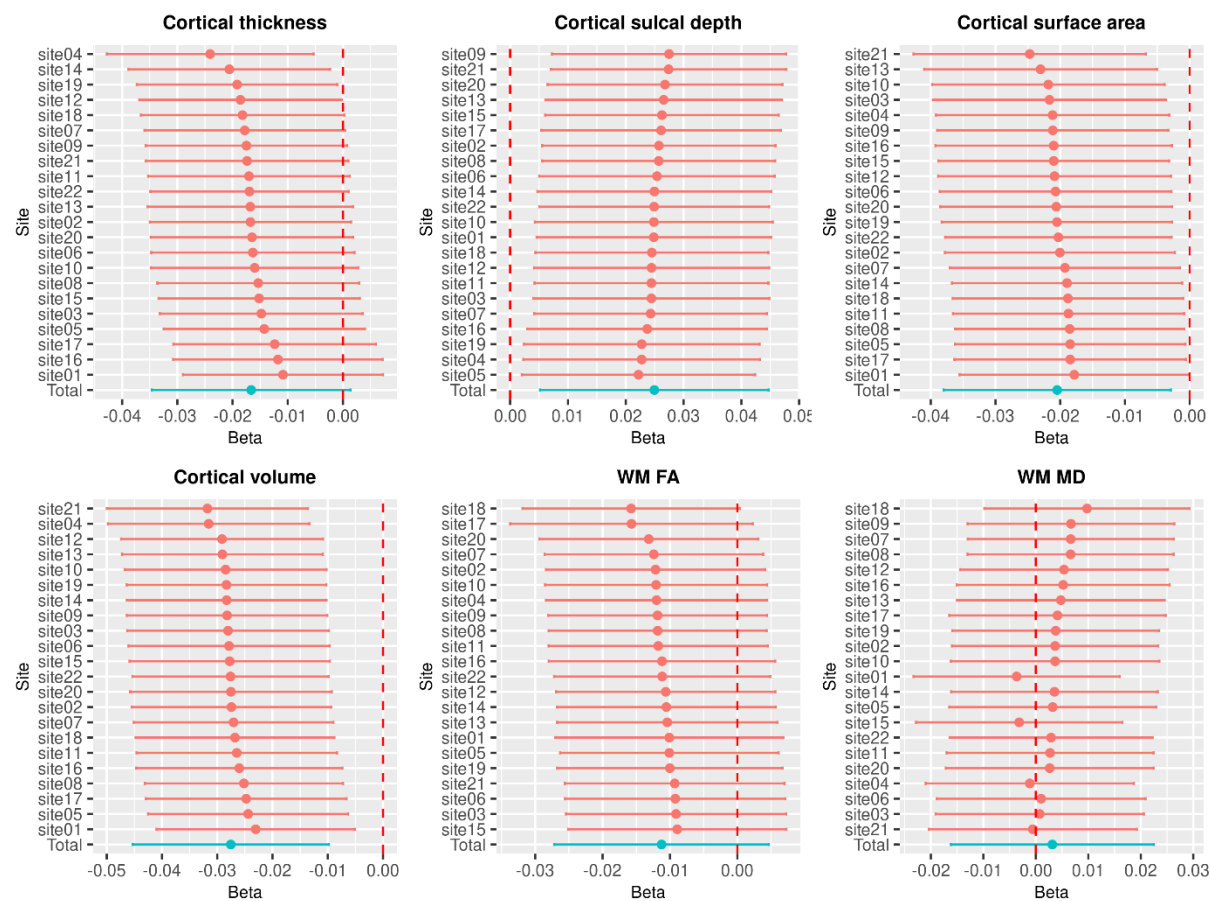 Cortical thickness
Site
site04
site14
site19
site12
site18
site07
site09
site21
site11
site22
site13
site02
site20
site06
site10
site08
site15
site03
site05
site17
site16
site01
Total
-0.04 -0.03 -0.02 -0.01 0.00
Beta
Cortical sulcal depth
Site
site09
site21
site20
site13
site15
site17
site02
site08
site06
site14
site22
site10
site01
site18
site12
site11
site03
site07
site16
site19
site04
site05
Total
0.00 0.01 0.02 0.03 0.04 0.05
Beta
Cortical surface area
Site
site21
site13
site10
site03
site04
site09
site16
site15
site12
site06
site20
site19
site22
site02
site07
site14
site18
site11
site08
site05
site17
site01
Total
-0.04 -0.03 -0.02 -0.01 0.00
Beta
Cortical volume
Site
site21
site04
site12
site13
site10
site19
site14
site09
site03
site06
site15
site22
site20
site02
site07
site18
site11
site16
site08
site17
site05
site01
Total
-0.05 -0.04 -0.03 -0.02 -0.01 0.00
Beta
WM FA
Site
site18
site17
site20
site07
site02
site10
site04
site09
site08
site11
site16
site22
site12
site14
site13
site01
site05
site19
site21
site06
site03
site15
Total
-0.03 -0.02 -0.01 0.00
Beta
WM MD
Site
site18
site09
site07
site08
site12
site16
site13
site17
site19
site02
site10
site01
site14
site05
site15
site22
site11
site20
site04
site06
site03
site21
Total
-0.02 -0.01 0.00 0.01 0.02 0.03
Beta